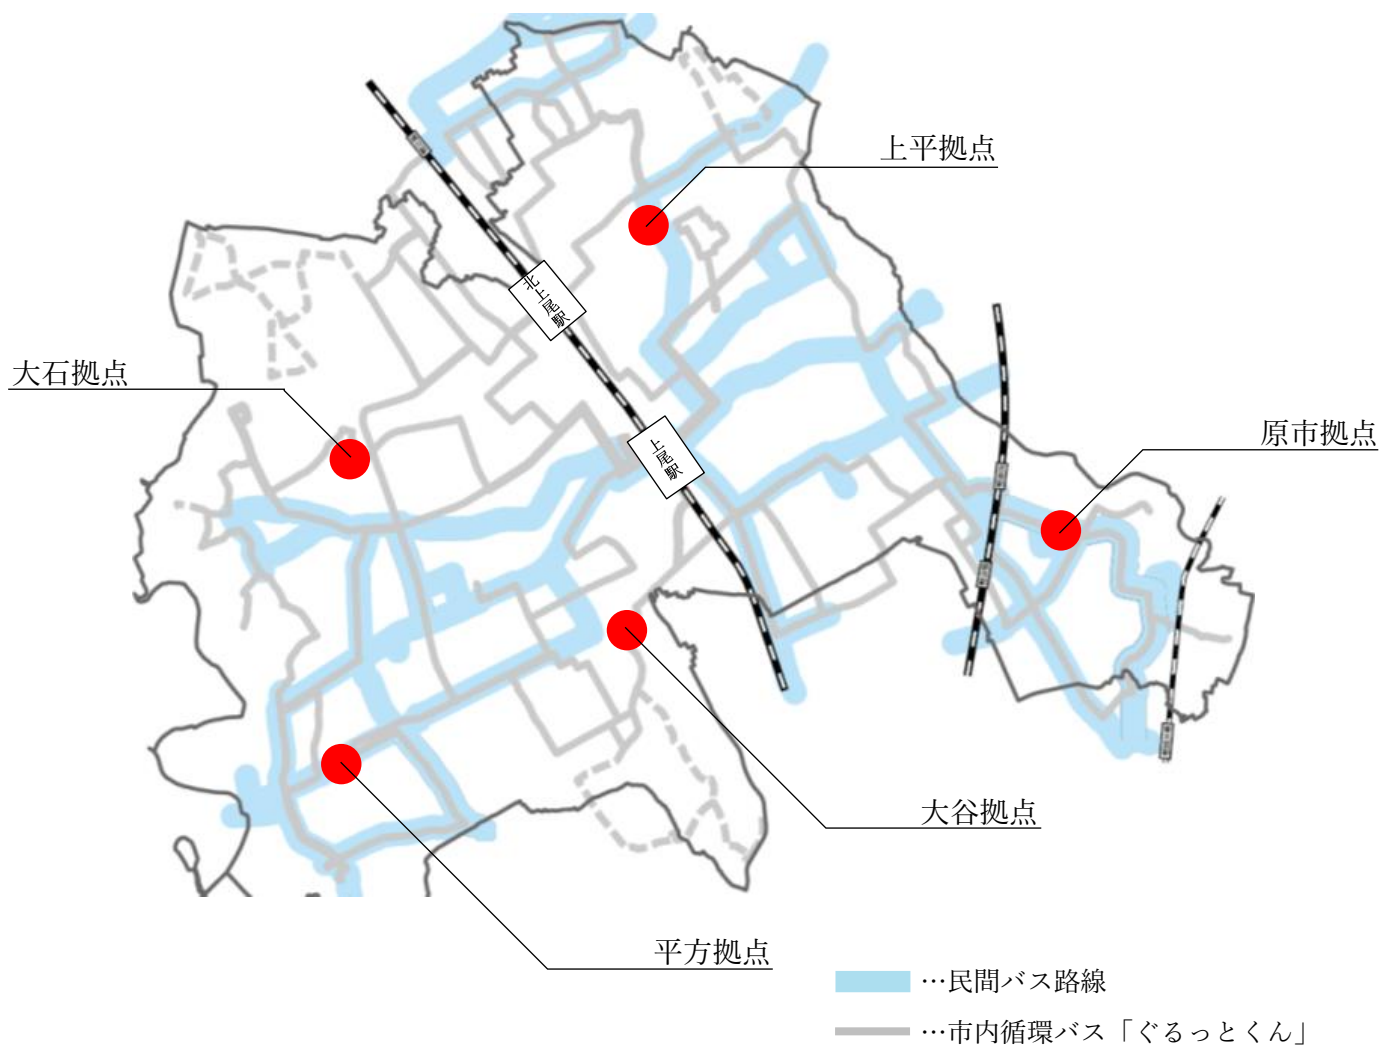 上平拠点
北上尾駅
大石拠点
原市拠点
上尾駅
大谷拠点
平方拠点
…民間バス路線
…市内循環バス「ぐるっとくん」